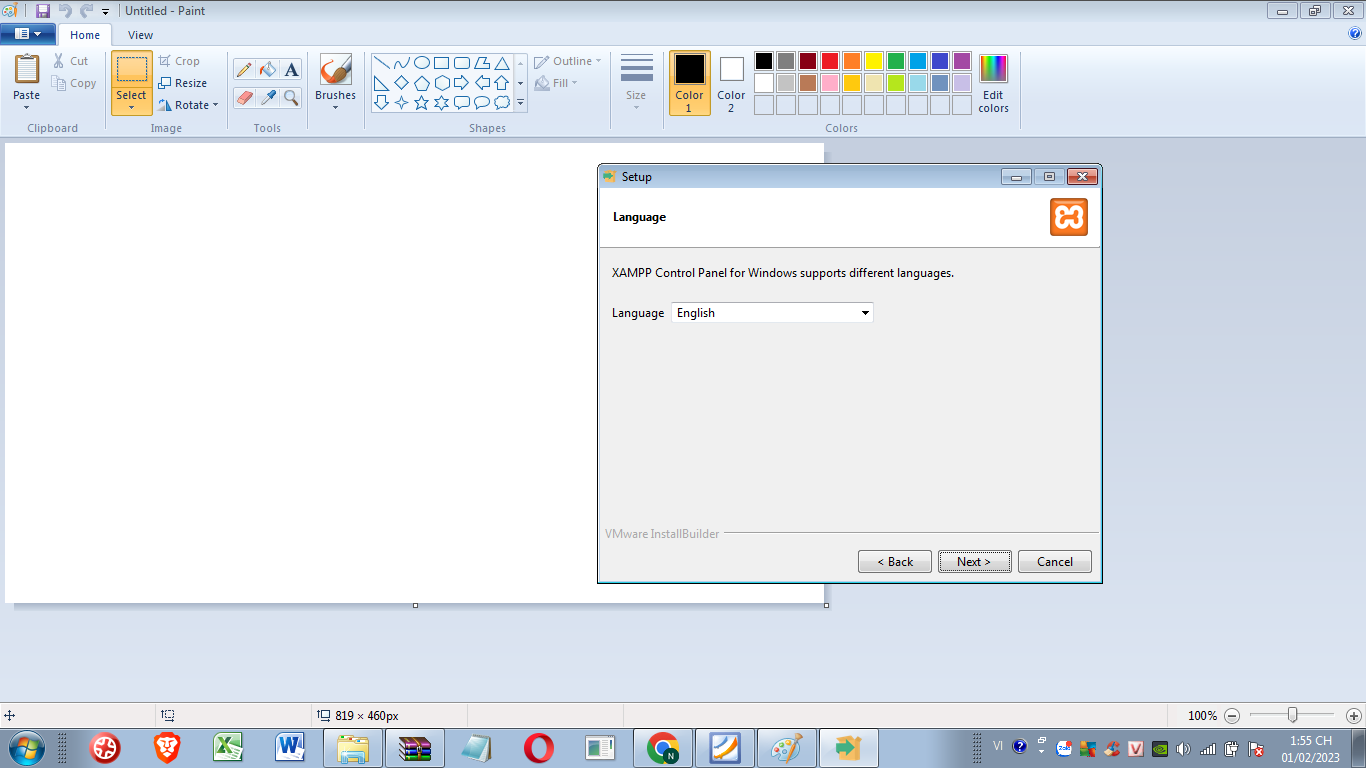 Untitled - Paint
Home View
Paste
Cut
Copy
Clipboard
Select
Crop
Resize
Rotate
Image
A
Tools
Brushes
Outline
Fill
Shapes
Size
Color 1
Color 2
Edit colors
Colors
Setup
Language
XAMPP Control Panel for Windows supports different languages.
Language English
VMware InstallBuilder
< Back Next > Cancel
819 × 460px
100%
N
VI
1:55 CH
01/02/2023